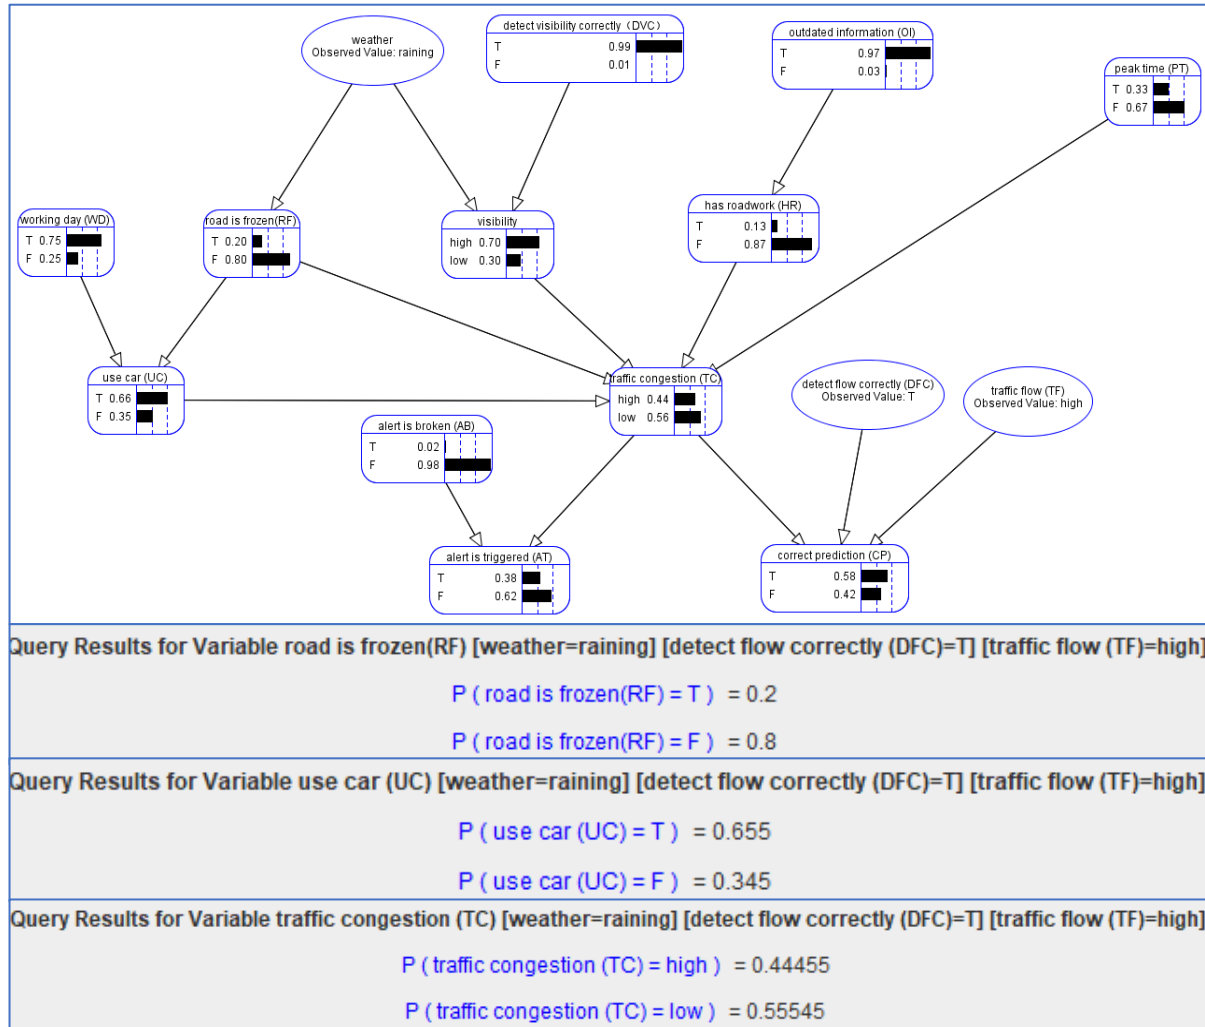 weather
Observed Value: raining
detect visibility correctly (DVC)
T 0.99
F 0.01
outdated information (OI)
T 0.97
F 0.03
peak time (PT)
T 0.33
F 0.67
working day (WD)
T 0.75
F 0.25
road is frozen(RF)
T 0.20
F 0.80
visibility
high 0.70
low 0.30
has roadwork (HR)
T 0.13
F 0.87
use car (UC)
T 0.66
F 0.35
traffic congestion (TC)
high 0.44
low 0.56
detect flow correctly (DFC)
Observed Value: T
traffic flow (TF)
Observed Value: high
alert is broken (AB)
T 0.02
F 0.98
alert is triggered (AT)
T 0.38
F 0.62
correct prediction (CP)
T 0.58
F 0.42
Query Results for Variable road is frozen(RF) [weather=raining] [detect flow correctly (DFC)=T] [traffic flow (TF)=high]
P ( road is frozen(RF) = T ) = 0.2
P ( road is frozen(RF) = F ) = 0.8
Query Results for Variable use car (UC) [weather=raining] [detect flow correctly (DFC)=T] [traffic flow (TF)=high]
P ( use car (UC) = T ) = 0.655
P ( use car (UC) = F ) = 0.345
Query Results for Variable traffic congestion (TC) [weather=raining] [detect flow correctly (DFC)=T] [traffic flow (TF)=high]
P ( traffic congestion (TC) = high ) = 0.44455
P ( traffic congestion (TC) = low ) = 0.55545